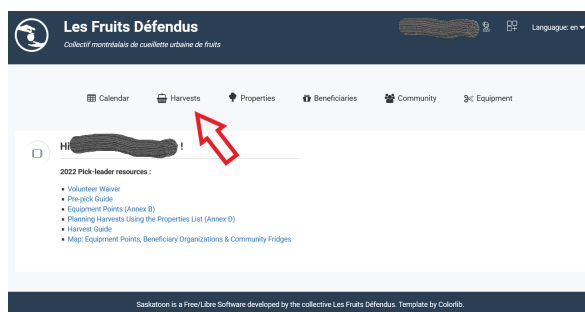 Les Fruits Défendus
Collectif montréalais de cueillette urbaine de fruits
Languague: en
Calendar Harvests Properties Beneficiaries Community Equipment
Hi !
2022 Pick-leader resources :
Volunteer Waiver
Pre-pick Guide
Equipment Points (Annex B)
Planning Harvests Using the Properties List (Annex D)
Harvest Guide
Map: Equipment Points, Beneficiary Organizations & Community Fridges
Saskatoon is a Free/Libre Software developed by the collective Les Fruits Défendus. Template by Colorlib.